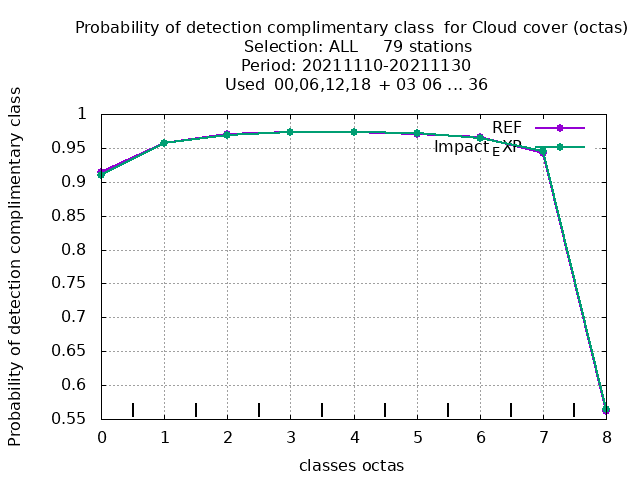 Probability of detection complimentary class  for Cloud cover (octas)
Selection: ALL     79 stations
Period: 20211110-20211130
Used  00,06,12,18  + 03 06 ... 36
Probability of detection complimentary class
1
0.95
0.9
0.85
0.8
0.75
0.7
0.65
0.6
0.55
REF
Impact_EXP
0 1 2 3 4 5 6 7 8
classes octas